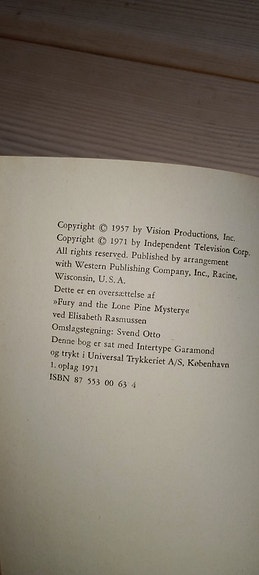 Copyright © 1957 by Vision Productions, Inc.
Copyright © 1971 by Independent Television Corp.
All rights reserved. Published by arrangement
with Western Publishing Company, Inc., Racine,
Wisconsin, U.S.A.
Dette er en oversættelse af
»Fury and the Lone Pine Mystery«
ved Elisabeth Rasmussen
Omslagstegning: Svend Otto
Denne bog er sat med Intertype Garamond
og trykt i Universal Trykkeriet A/S, København
1. oplag 1971
ISBN 87 553 00 63 4